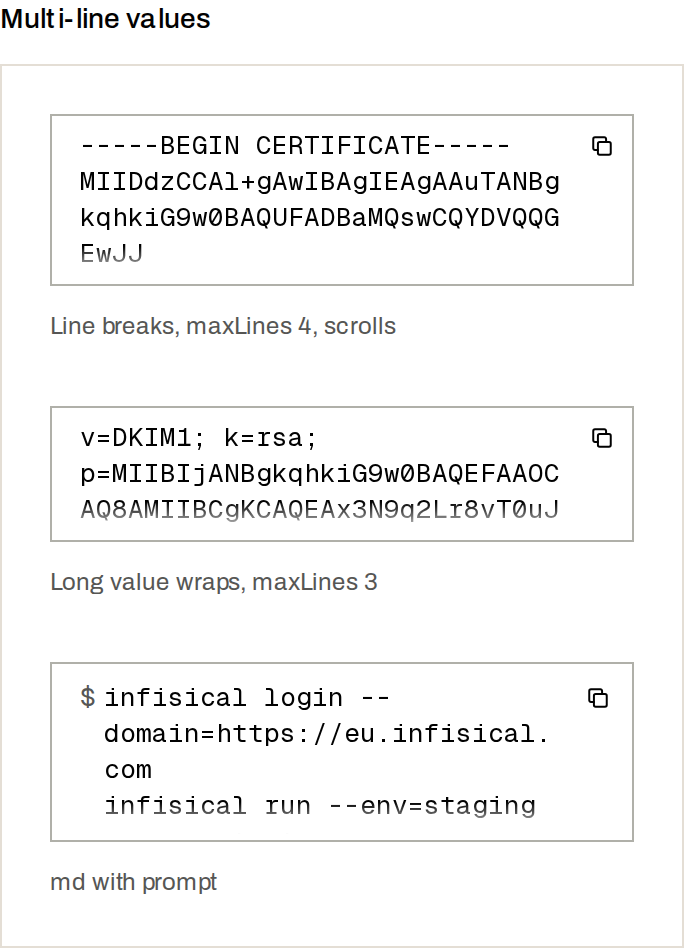 Multi-line values
-----BEGIN CERTIFICATE-----
MIIDdzCCAl+gAwIBAgIEAgAAuTANBg
kqhkiG9w0BAQUFADBaMQswCQYDVQQG
EwJJ
Line breaks, maxLines 4, scrolls
v=DKIM1; k=rsa;
p=MIIBIjANBgkqhkiG9w0BAQEFAAOC
AQ8AMIIBCgKCAQEAx3N9q2Lr8vT0uJ
Long value wraps, maxLines 3
$ infisical login --
domain=https://eu.infisical.
com
infisical run --env=staging
md with prompt